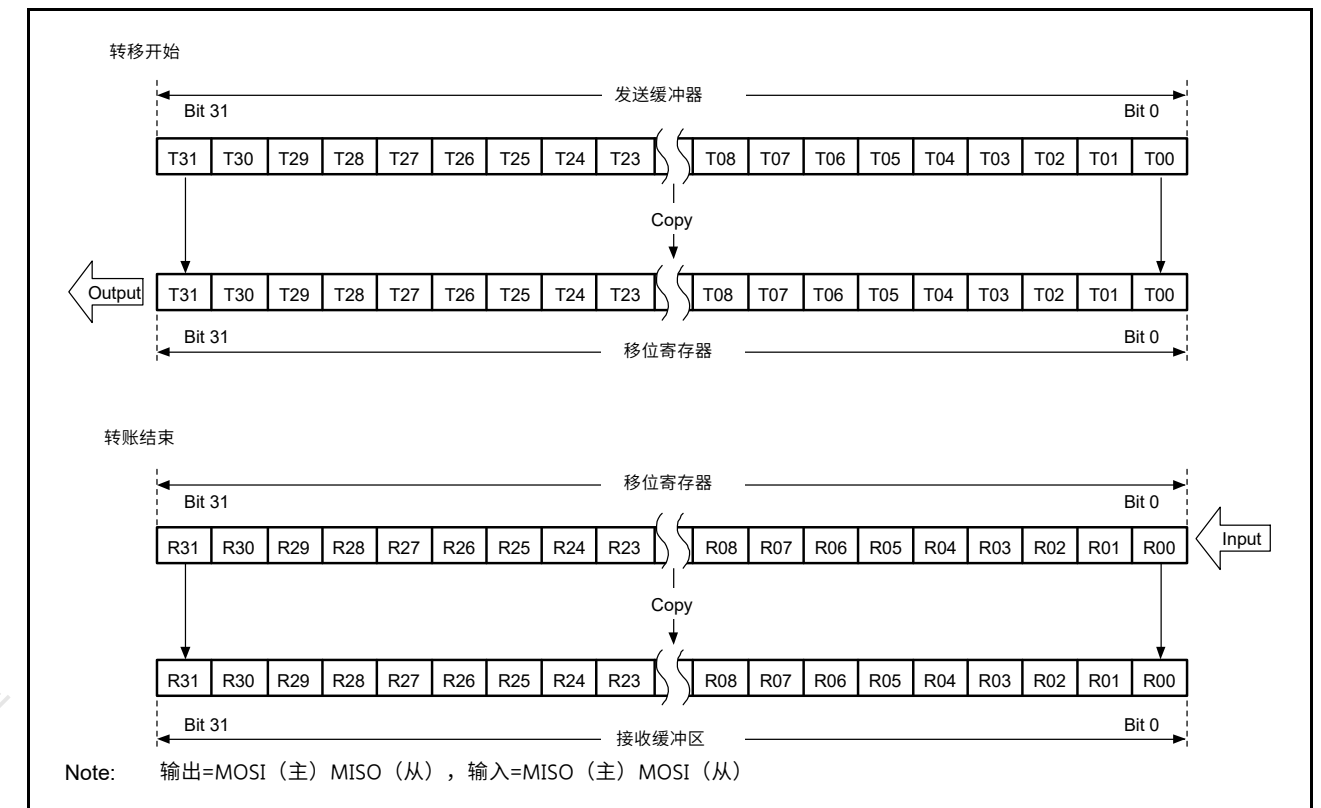 转移开始
发送缓冲器
Bit 31 Bit 0
T31 T30 T29 T28 T27 T26 T25 T24 T23 T08 T07 T06 T05 T04 T03 T02 T01 T00
Copy
Output T31 T30 T29 T28 T27 T26 T25 T24 T23 T08 T07 T06 T05 T04 T03 T02 T01 T00
Bit 31 Bit 0
移位寄存器
转账结束
移位寄存器
Bit 31 Bit 0
R31 R30 R29 R28 R27 R26 R25 R24 R23 R08 R07 R06 R05 R04 R03 R02 R01 R00 Input
Copy
R31 R30 R29 R28 R27 R26 R25 R24 R23 R08 R07 R06 R05 R04 R03 R02 R01 R00
Bit 31 Bit 0
接收缓冲区
Note: 输出=MOSI（主）MISO（从），输入=MISO（主）MOSI（从）